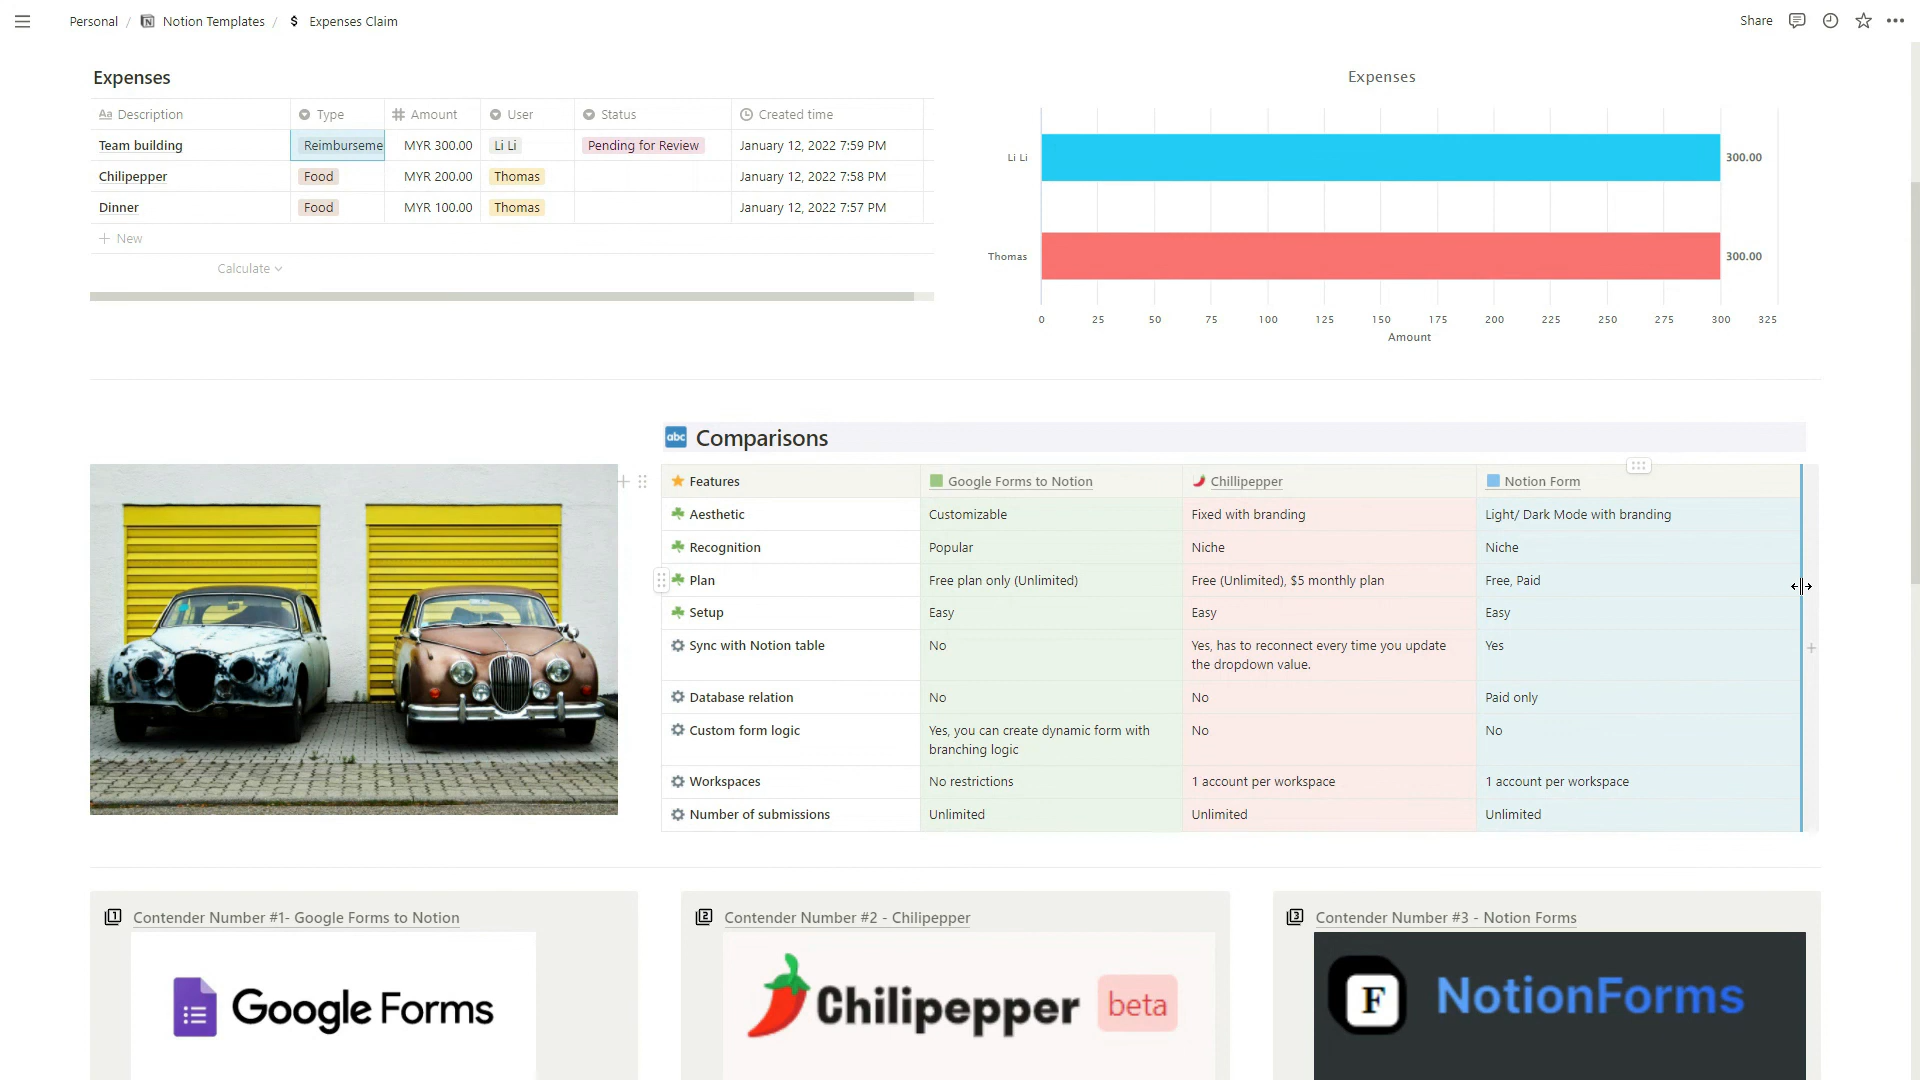 Personal / Notion Templates / $ Expenses Claim
Share
Expenses
Aa Description Type # Amount User Status Created time
Team building Reimburseme MYR 300.00 Li Li Pending for Review January 12, 2022 7:59 PM
Chilipepper Food MYR 200.00 Thomas January 12, 2022 7:58 PM
Dinner Food MYR 100.00 Thomas January 12, 2022 7:57 PM
+ New
Calculate
Expenses
Li Li 300.00
Thomas 300.00
0 25 50 75 100 125 150 175 200 225 250 275 300 325
Amount
abc Comparisons
Features Google Forms to Notion Chillipepper Notion Form
Aesthetic Customizable Fixed with branding Light/ Dark Mode with branding
Recognition Popular Niche Niche
Plan Free plan only (Unlimited) Free (Unlimited), $5 monthly plan Free, Paid
Setup Easy Easy Easy
Sync with Notion table No Yes, has to reconnect every time you update Yes
the dropdown value.
Database relation No No Paid only
Custom form logic Yes, you can create dynamic form with No No
branching logic
Workspaces No restrictions 1 account per workspace 1 account per workspace
Number of submissions Unlimited Unlimited Unlimited
1 Contender Number #1- Google Forms to Notion
Google Forms
2 Contender Number #2 - Chilipepper
Chilipepper beta
3 Contender Number #3 - Notion Forms
F NotionForms